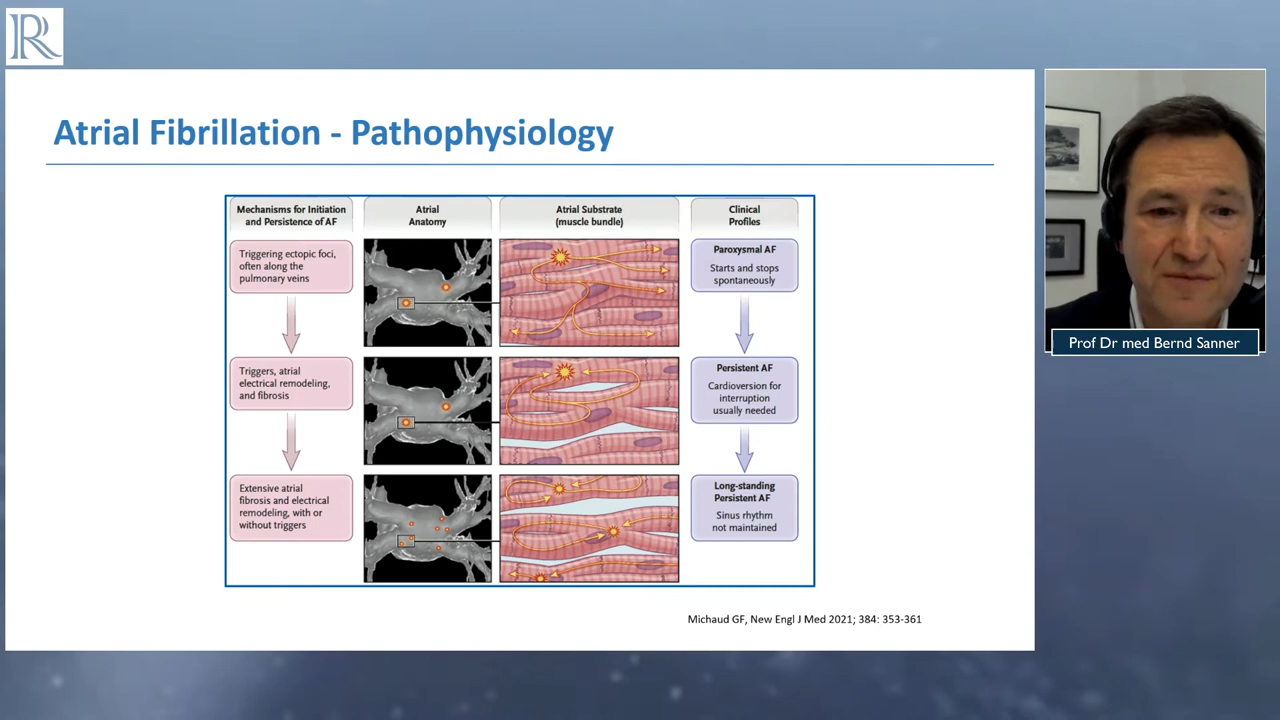 R
Atrial Fibrillation - Pathophysiology
Mechanisms for Initiation
and Persistence of AF
Atrial
Anatomy
Atrial Substrate
(muscle bundle)
Clinical
Profiles
Triggering ectopic foci,
often along the
pulmonary veins
Paroxysmal AF
Starts and stops
spontaneously
Triggers, atrial
electrical remodeling,
and fibrosis
Persistent AF
Cardioversion for
interruption
usually needed
Extensive atrial
fibrosis and electrical
remodeling, with or
without triggers
Long-standing
Persistent AF
Sinus rhythm
not maintained
Michaud GF, New Engl J Med 2021; 384: 353-361
Prof Dr med Bernd Sanner